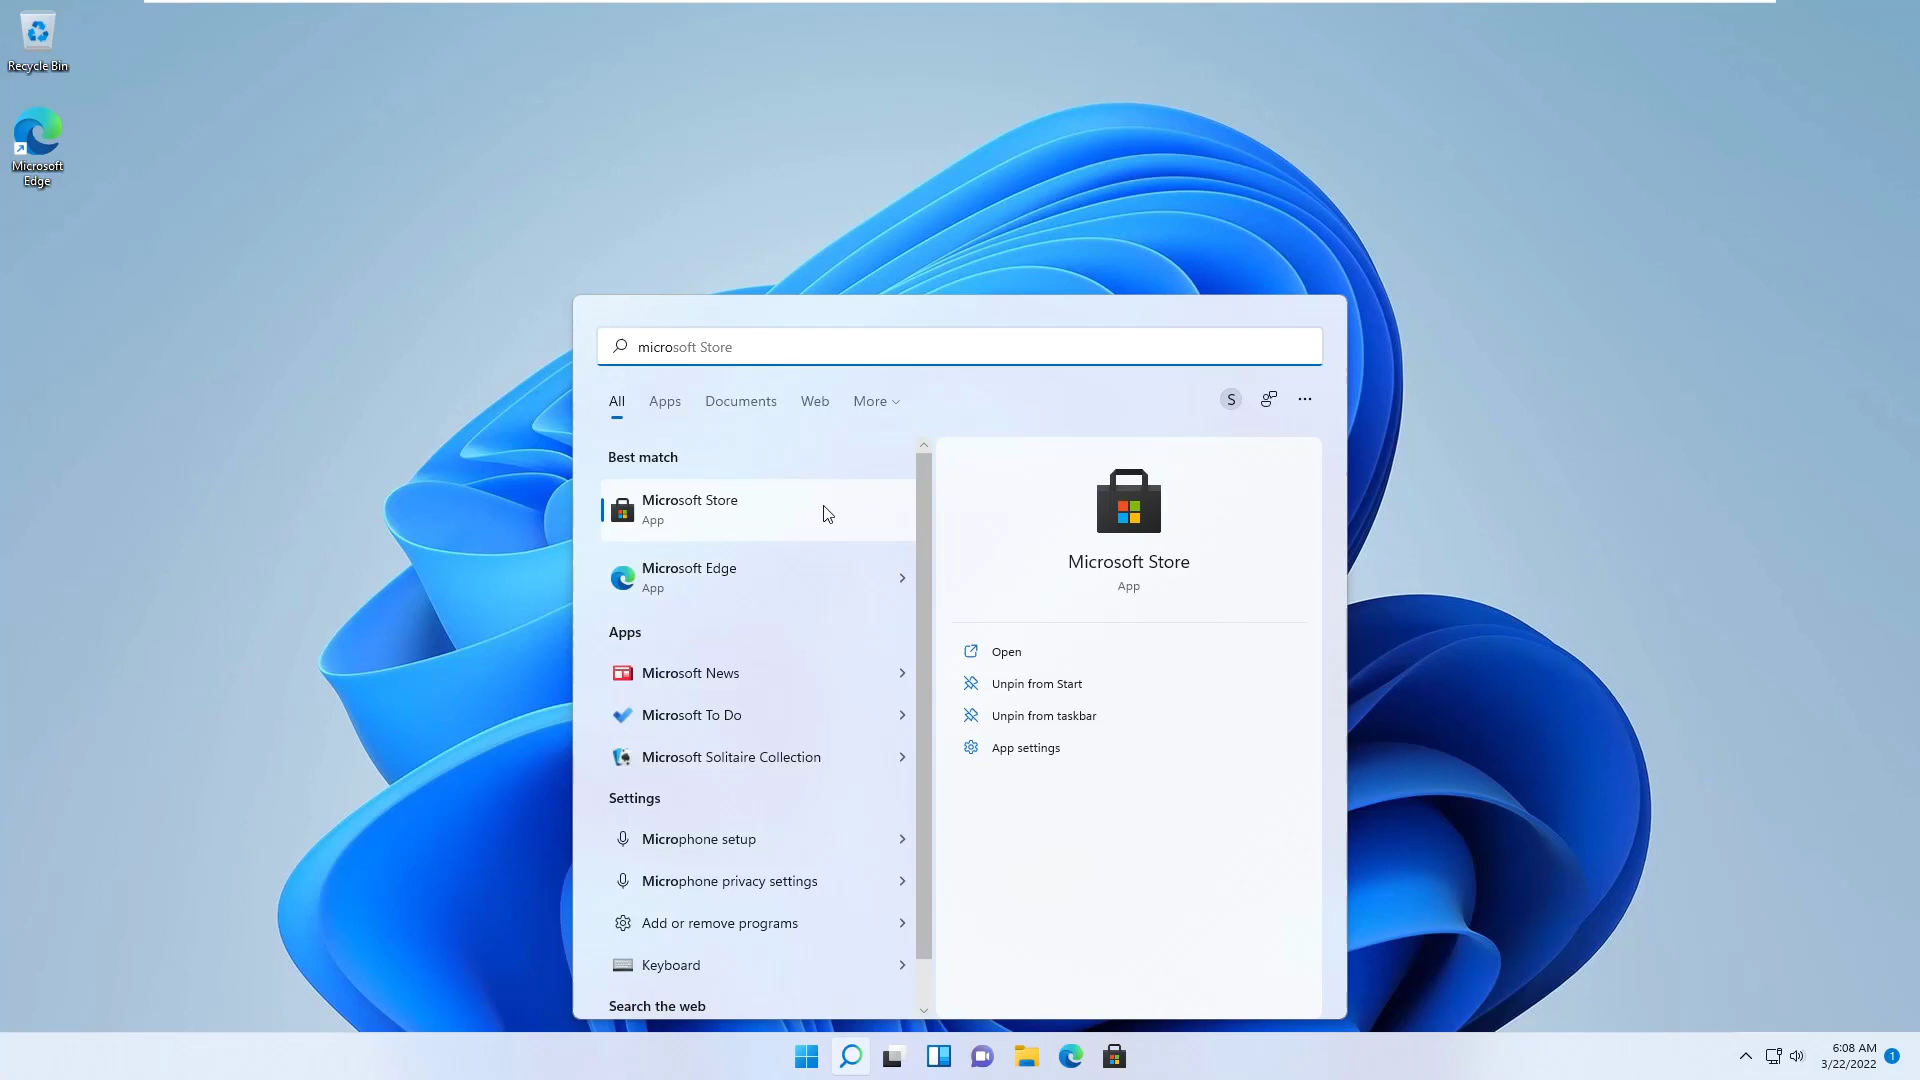 Recycle Bin
Microsoft
Edge
microsoft Store
All Apps Documents Web More
S
Best match
Microsoft Store
App
Microsoft Edge
App
Apps
Microsoft News
Microsoft To Do
Microsoft Solitaire Collection
Settings
Microphone setup
Microphone privacy settings
Add or remove programs
Keyboard
Search the web
Microsoft Store
App
Open
Unpin from Start
Unpin from taskbar
App settings
6:08 AM
3/22/2022
1